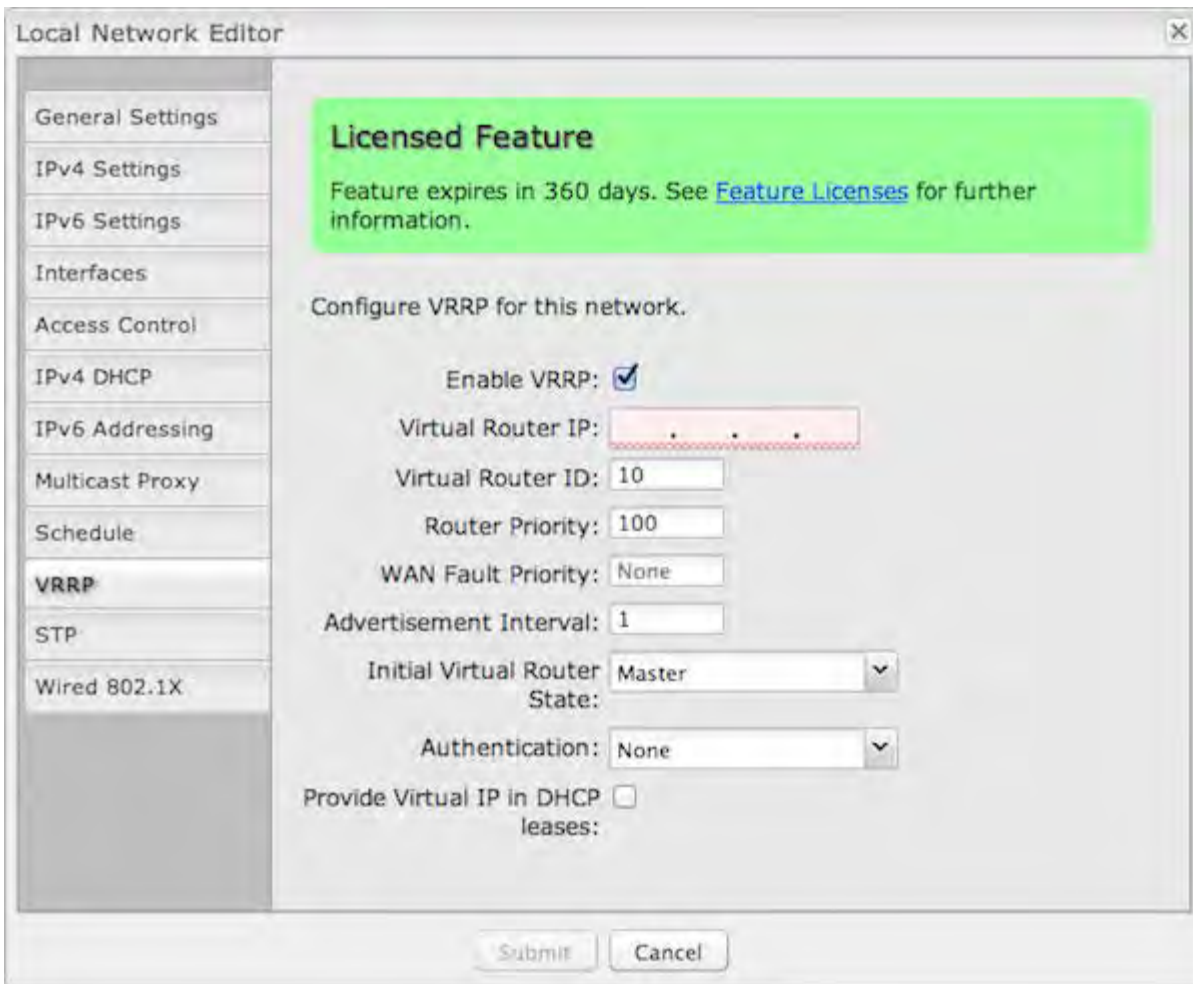 Local Network Editor
General Settings
IPv4 Settings
IPv6 Settings
Interfaces
Access Control
IPv4 DHCP
IPv6 Addressing
Multicast Proxy
Schedule
VRRP
STP
Wired 802.1X
Licensed Feature
Feature expires in 360 days. See Feature Licenses for further
information.
Configure VRRP for this network.
Enable VRRP:
Virtual Router IP: . . .
Virtual Router ID: 10
Router Priority: 100
WAN Fault Priority: None
Advertisement Interval: 1
Initial Virtual Router Master
State:
Authentication: None
Provide Virtual IP in DHCP
leases:
Submit Cancel